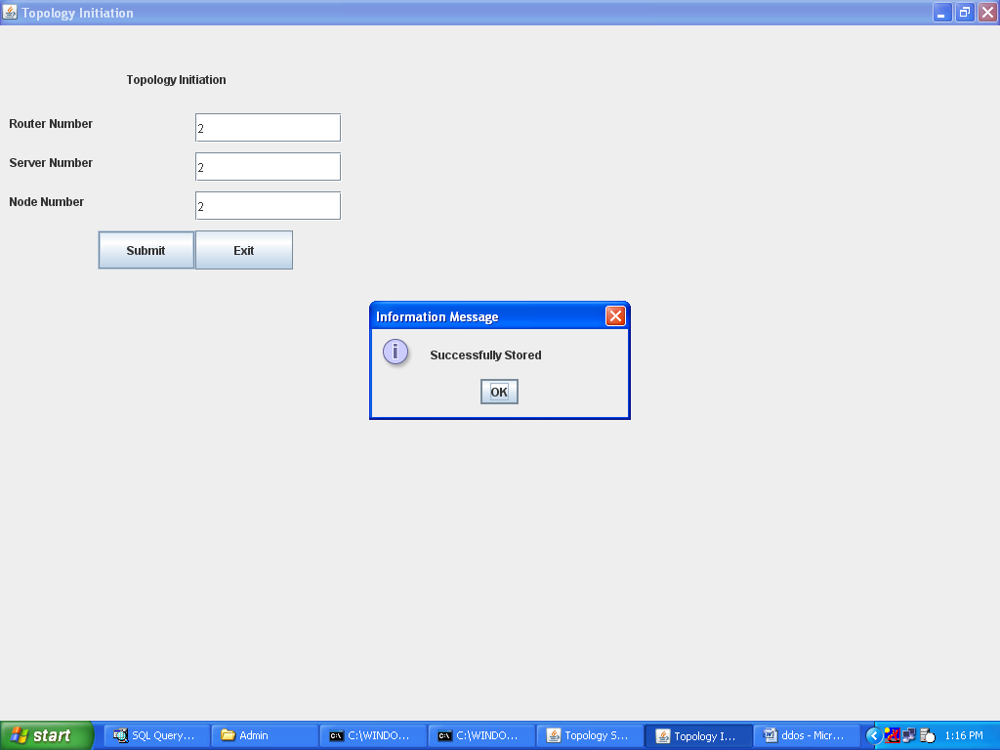 Topology Initiation
Topology Initiation
Router Number
2
Server Number
2
Node Number
2
Submit Exit
Information Message
i
Successfully Stored
OK
start SQL Query... Admin C:\WINDO... C:\WINDO... Topology S... Topology I... ddos - Micr... 1:16 PM